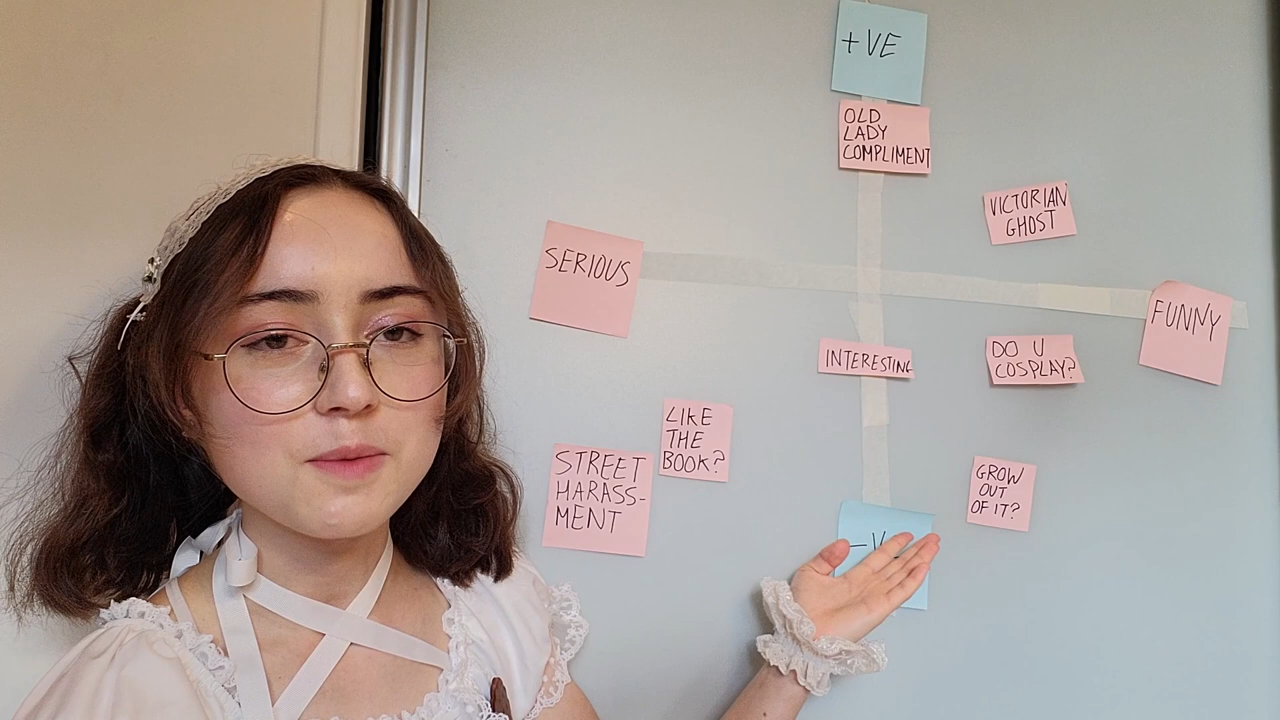 +VE
OLD
LADY
COMPLIMENT
VICTORIAN
GHOST
SERIOUS
FUNNY
INTERESTING
DO U
COSPLAY?
LIKE
THE
BOOK?
STREET
HARASS-
MENT
GROW
OUT
OF IT?